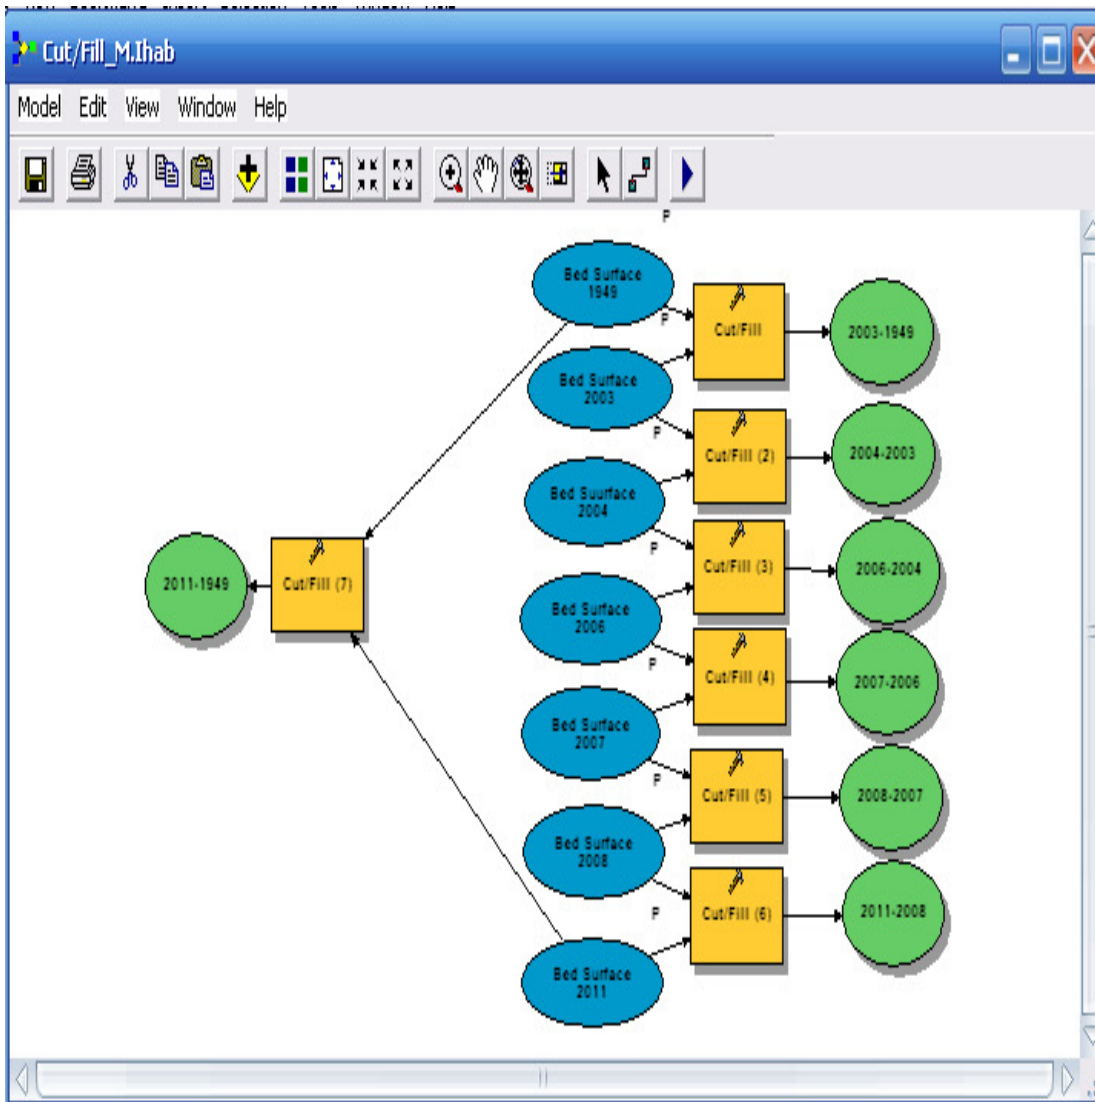 Cut/Fill_M.Ihab
Model Edit View Window Help
P
Bed Surface
1949
P
Cut/Fill
2003-1949
Bed Surface
2003
P
Cut/Fill (2)
2004-2003
Bed Suurface
2004
P
Cut/Fill (3)
2006-2004
2011-1949
Cut/Fill (7)
Bed Surface
2006
P
Cut/Fill (4)
2007-2006
Bed Surface
2007
P
Cut/Fill (5)
2008-2007
Bed Surface
2008
P
Cut/Fill (6)
2011-2008
Bed Surface
2011